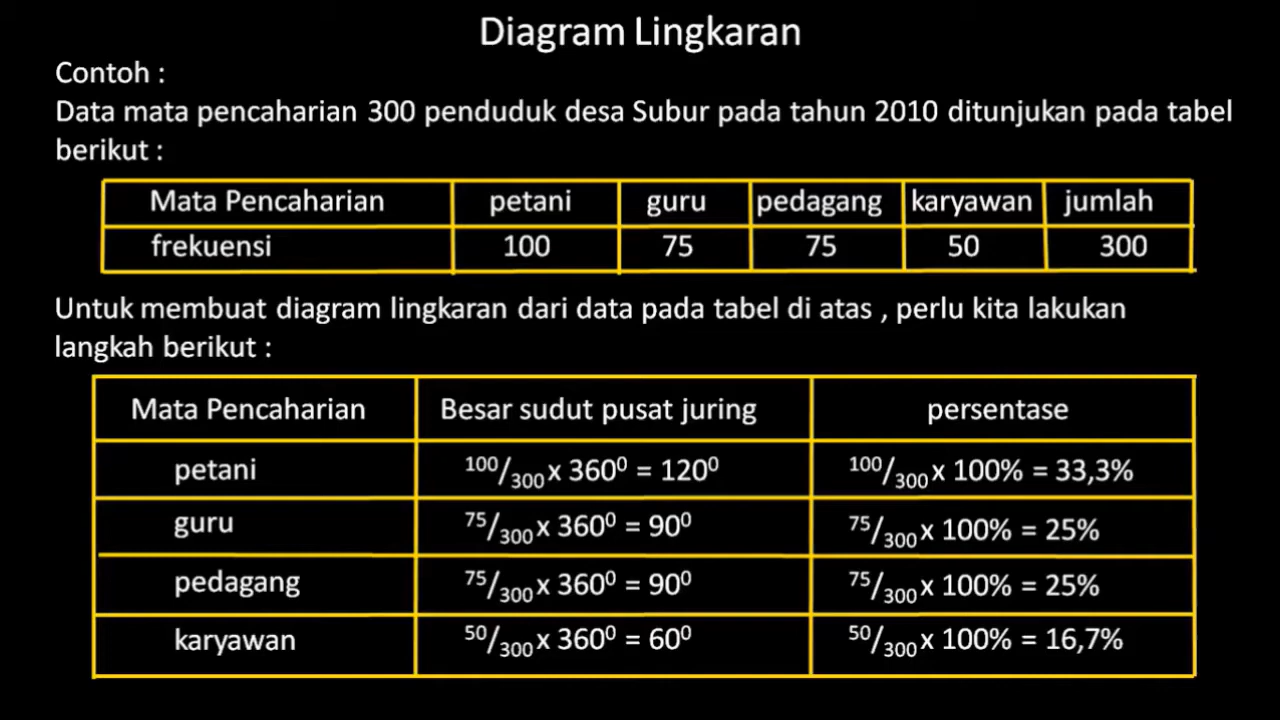 Diagram Lingkaran
Contoh :
Data mata pencaharian 300 penduduk desa Subur pada tahun 2010 ditunjukan pada tabel
berikut :
Mata Pencaharian petani guru pedagang karyawan jumlah
frekuensi 100 75 75 50 300
Untuk membuat diagram lingkaran dari data pada tabel di atas , perlu kita lakukan
langkah berikut :
Mata Pencaharian Besar sudut pusat juring persentase
petani ¹⁰⁰/₃₀₀ x 360⁰ = 120⁰ ¹⁰⁰/₃₀₀ x 100% = 33,3%
guru ⁷⁵/₃₀₀ x 360⁰ = 90⁰ ⁷⁵/₃₀₀ x 100% = 25%
pedagang ⁷⁵/₃₀₀ x 360⁰ = 90⁰ ⁷⁵/₃₀₀ x 100% = 25%
karyawan ⁵⁰/₃₀₀ x 360⁰ = 60⁰ ⁵⁰/₃₀₀ x 100% = 16,7%